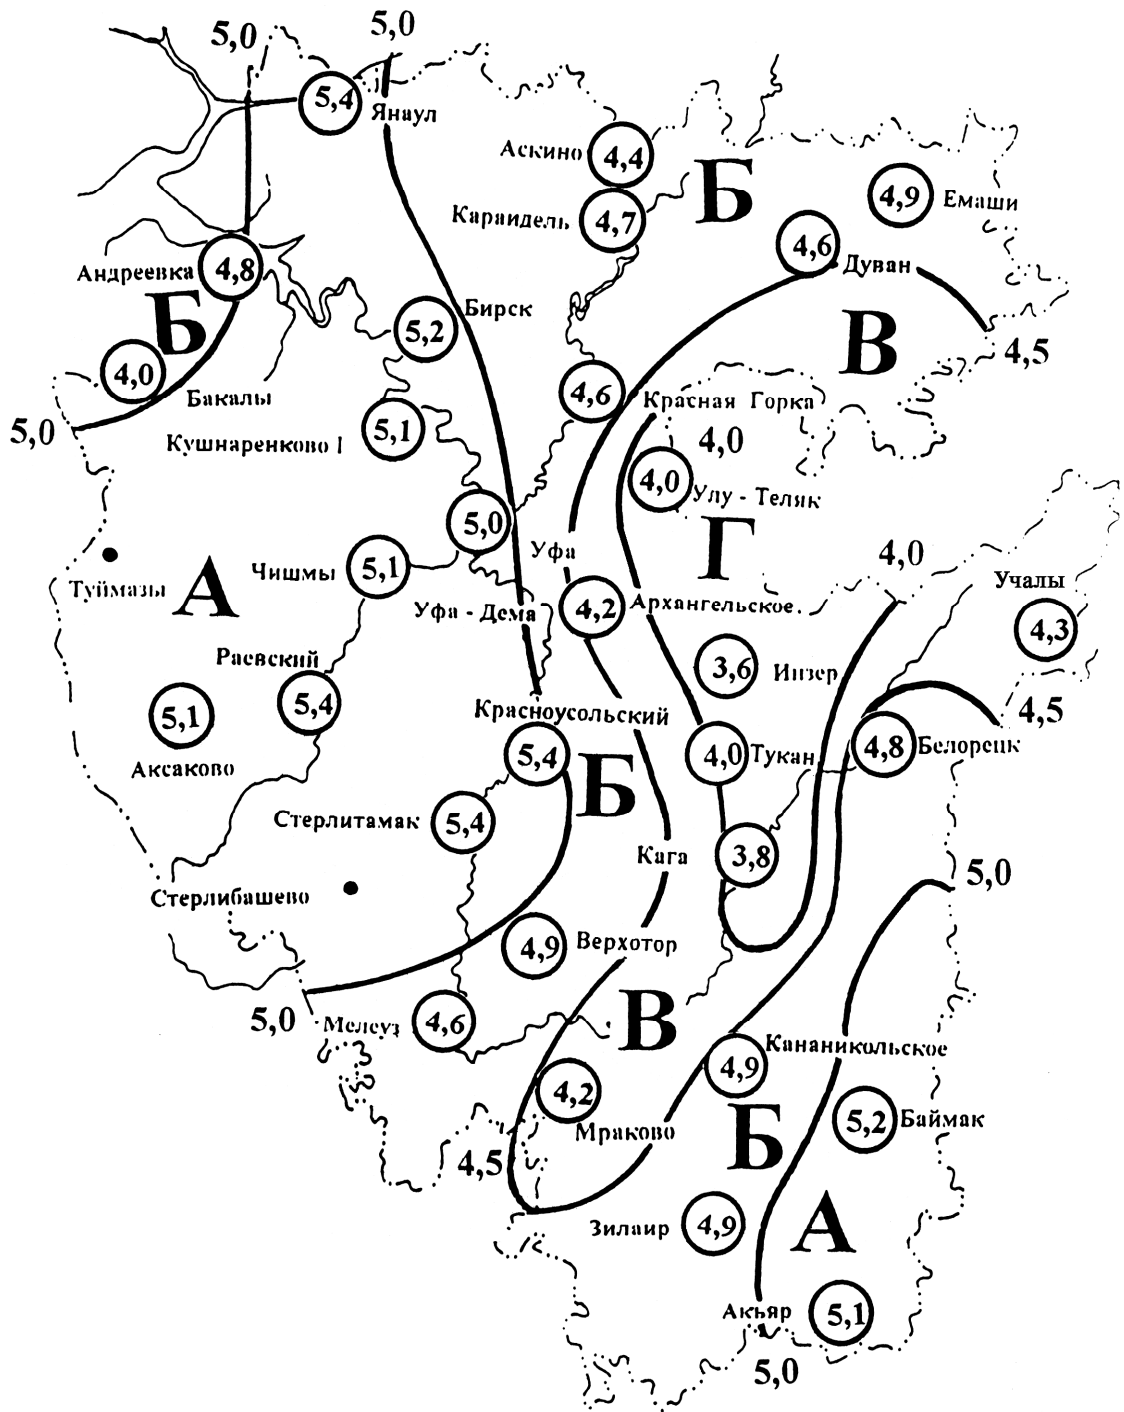 5,0
5,0
5,4
Янаул
Аскино
4,4
Б
4,9
Емаши
Караидель
4,7
4,6
Дуван
Андреевка
4,8
Б
Бирск
5,2
В
4,5
4,0
Бакалы
4,6
Красная Горка
5,0
Кушнаренково 1
5,1
4,0
4,0
Улу - Теляк
5,0
Уфа
Г
4,0
Туймазы
А
Чишмы
5,1
Учалы
Уфа - Дема
4,2
Архангельское
4,3
Раевский
5,4
3,6
Инзер
5,1
Аксаково
Красноусольский
4,5
5,4
Б
4,0
Тукан
4,8
Белорецк
Стерлитамак
5,4
Кага
3,8
5,0
Стерлибашево
4,9
Верхотор
5,0
Мелеуз
4,6
В
Кананикольское
4,9
4,2
Мраково
Б
5,2
Баймак
4,5
Зилаир
4,9
А
Акъяр
5,1
5,0